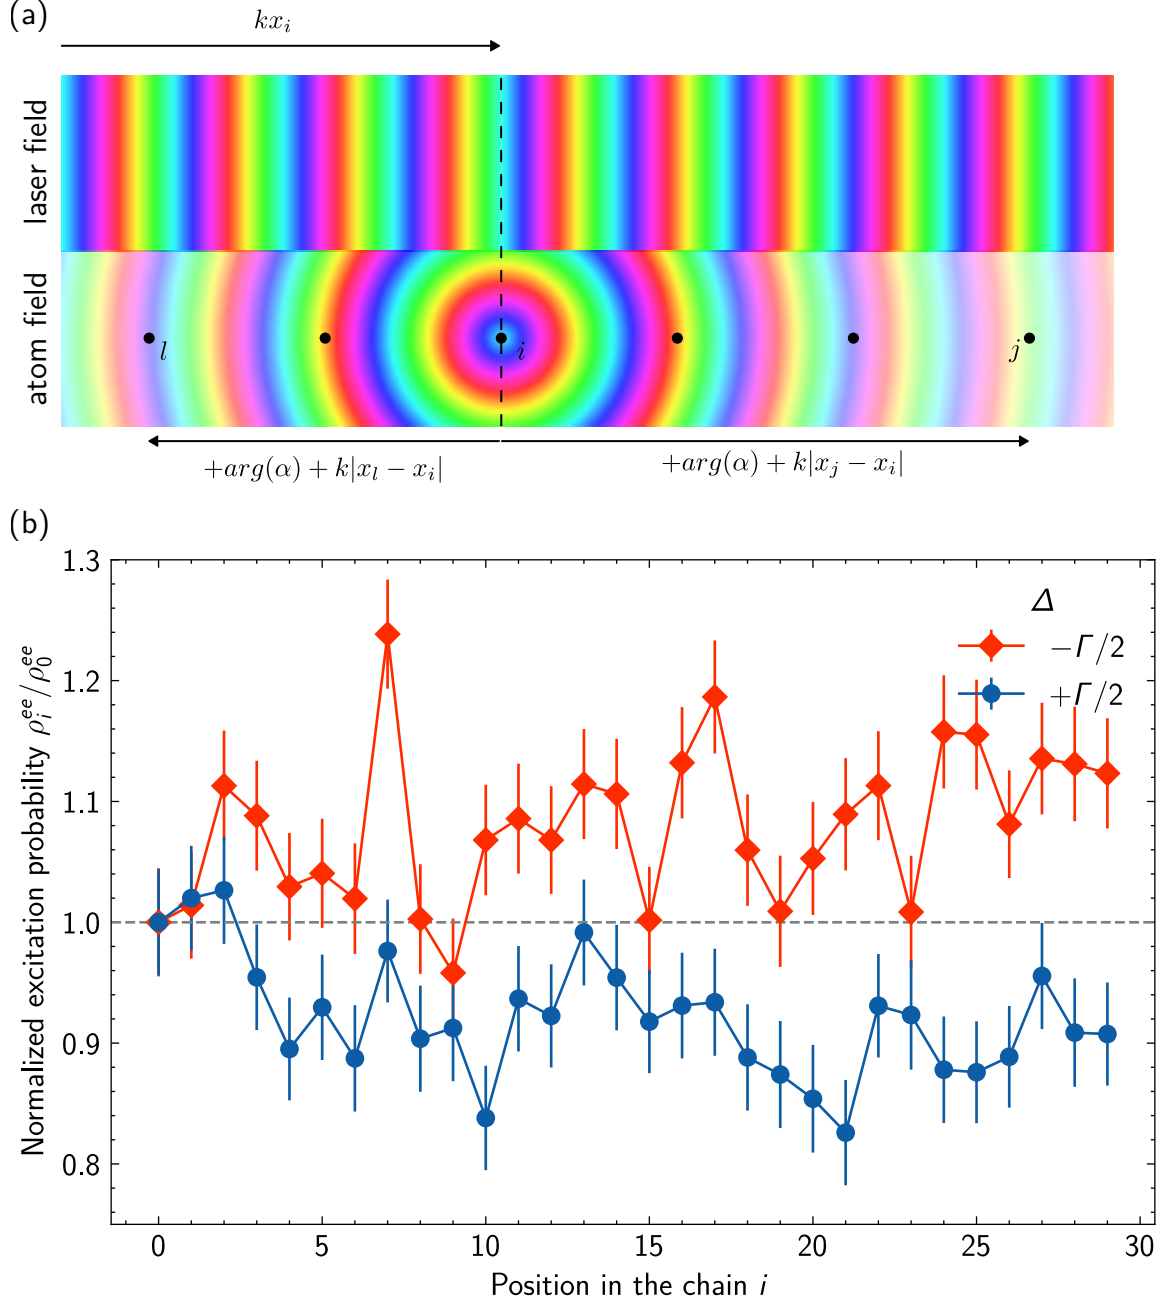 (a)
kx_i
laser field
atom field
l
i
j
+arg(α) + k|x_l − x_i|
+arg(α) + k|x_j − x_i|
(b)
Normalized excitation probability ρ_i^ee/ρ_0^ee
1.3
1.2
1.1
1.0
0.9
0.8
Δ
−Γ/2
+Γ/2
0 5 10 15 20 25 30
Position in the chain i